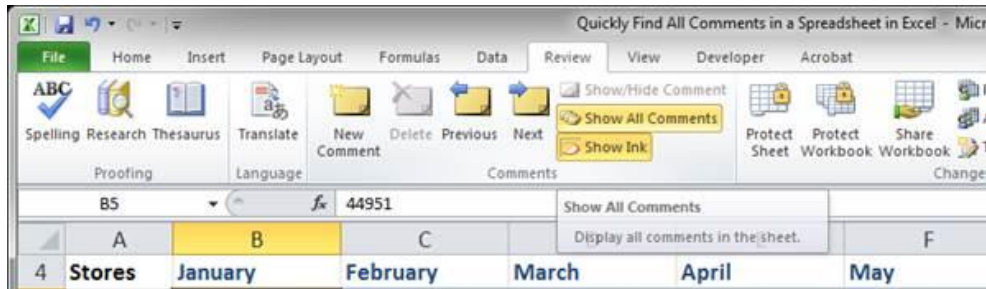 Quickly Find All Comments in a Spreadsheet in Excel - Micr
File Home Insert Page Layout Formulas Data Review View Developer Acrobat
ABC
Spelling Research Thesaurus
Translate
New Comment
Delete Previous Next
Show/Hide Comment
Show All Comments
Show Ink
Protect Sheet
Protect Workbook
Share Workbook
Proofing Language Comments Change
B5 fx 44951
Show All Comments
Display all comments in the sheet.
A B C F
4 Stores January February March April May